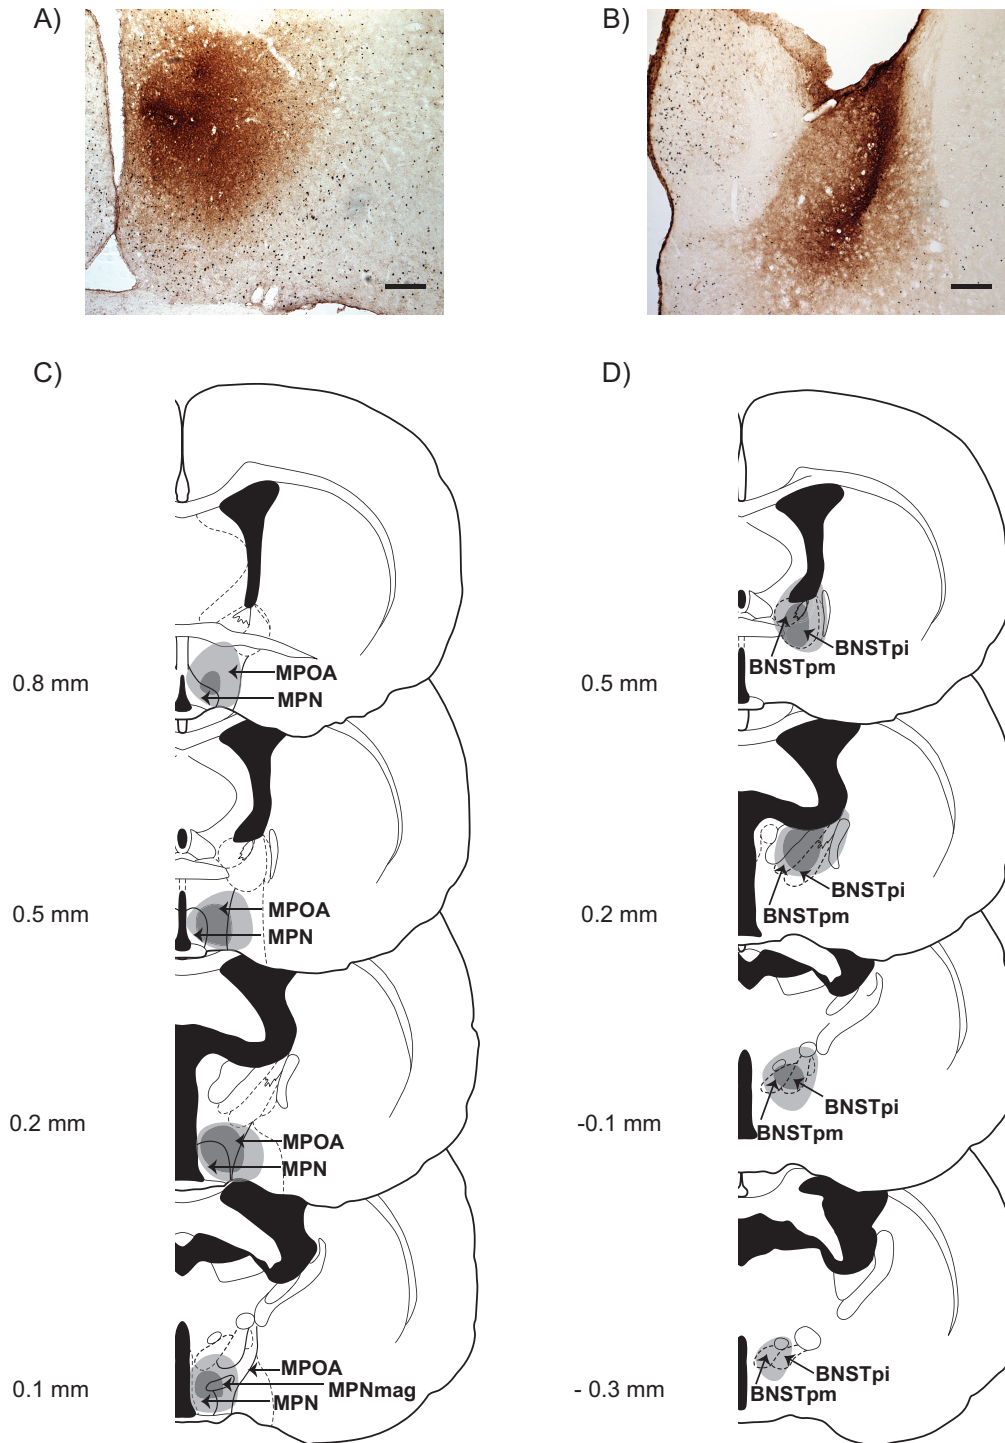 A)
B)
C)
D)
0.8 mm
MPOA
MPN
0.5 mm
MPOA
MPN
0.2 mm
MPOA
MPN
0.1 mm
MPOA
MPNmag
MPN
0.5 mm
BNSTpi
BNSTpm
0.2 mm
BNSTpi
BNSTpm
-0.1 mm
BNSTpi
BNSTpm
- 0.3 mm
BNSTpi
BNSTpm